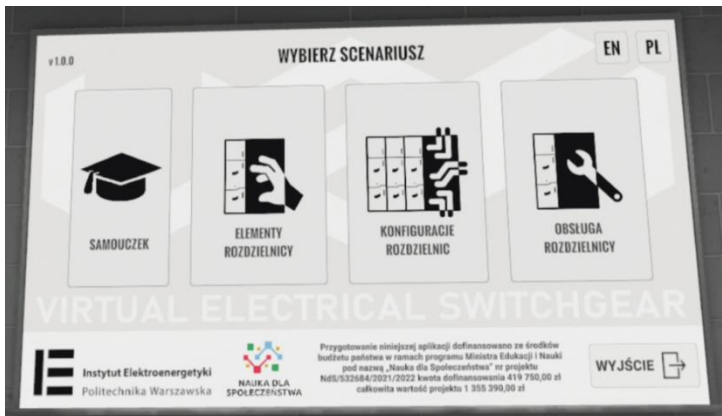 v 1.0.0
WYBIERZ SCENARIUSZ
EN
PL
SAMOUCZEK
ELEMENTY
ROZDZIELNICY
KONFIGURACJE
ROZDZIELNIC
OBSŁUGA
ROZDZIELNICY
VIRTUAL ELECTRICAL SWITCHGEAR
Instytut Elektroenergetyki
Politechnika Warszawska
NAUKA DLA
SPOŁECZEŃSTWA
Przygotowanie niniejszej aplikacji dofinansowano ze środków
budżetu państwa w ramach programu Ministra Edukacji i Nauki
pod nazwą „Nauka dla Społeczeństwa” nr projektu
NdS/532684/2021/2022 kwota dofinansowania 419 750,00 zł
całkowita wartość projektu 1 355 390,00 zł
WYJŚCIE